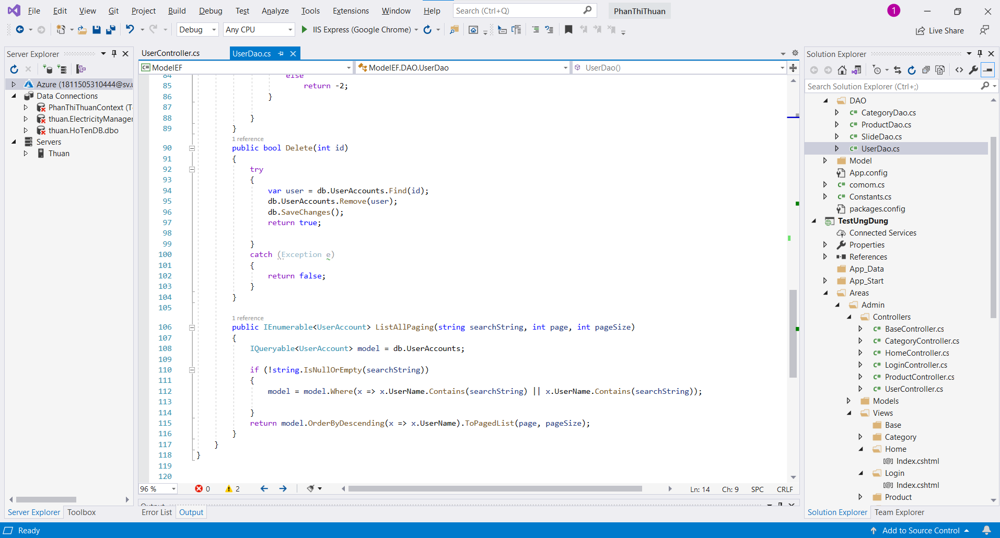 File Edit View Git Project Build Debug Test Analyze Tools Extensions Window Help Search (Ctrl+Q) PhanThiThuan 1
Debug Any CPU IIS Express (Google Chrome) Live Share
Server Explorer
Azure (1811505310444@sv.u
Data Connections
PhanThiThuanContext (T
thuan.ElectricityManager
thuan.HoTenDB.dbo
Servers
Thuan
Server Explorer Toolbox
UserController.cs UserDao.cs
C# ModelEF ModelEF.DAO.UserDao UserDao()
84 else
85 return -2;
86 }
87
88 }
89 }
1 reference
90 public bool Delete(int id)
91 {
92 try
93 {
94 var user = db.UserAccounts.Find(id);
95 db.UserAccounts.Remove(user);
96 db.SaveChanges();
97 return true;
98
99 }
100 catch (Exception e)
101 {
102 return false;
103 }
104 }
105
1 reference
106 public IEnumerable<UserAccount> ListAllPaging(string searchString, int page, int pageSize)
107 {
108 IQueryable<UserAccount> model = db.UserAccounts;
109
110 if (!string.IsNullOrEmpty(searchString))
111 {
112 model = model.Where(x => x.UserName.Contains(searchString) || x.UserName.Contains(searchString));
113
114 }
115 return model.OrderByDescending(x => x.UserName).ToPagedList(page, pageSize);
116 }
117 }
118 }
119
120
96 % 0 2 Ln: 14 Ch: 9 SPC CRLF
Output
Error List Output
Solution Explorer
Search Solution Explorer (Ctrl+;)
DAO
C# CategoryDao.cs
C# ProductDao.cs
C# SlideDao.cs
C# UserDao.cs
Model
App.config
C# comom.cs
C# Constants.cs
packages.config
TestUngDung
Connected Services
Properties
References
App_Data
App_Start
Areas
Admin
Controllers
C# BaseController.cs
C# CategoryController.cs
C# HomeController.cs
C# LoginController.cs
C# ProductController.cs
C# UserController.cs
Models
Views
Base
Category
Home
[@] Index.cshtml
Login
[@] Index.cshtml
Product
Solution Explorer Team Explorer
Ready Add to Source Control